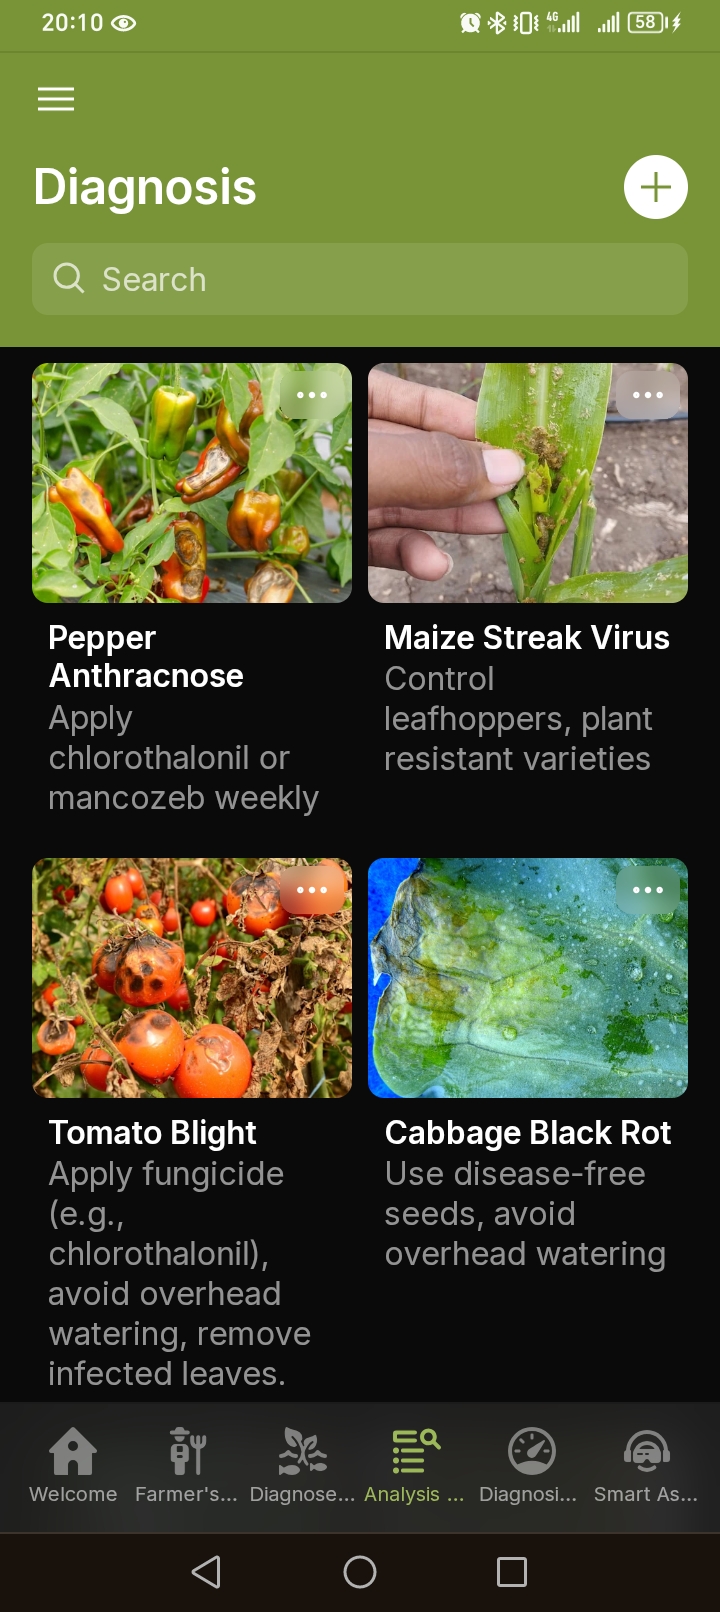 20:10
4G
58
Diagnosis
Search
Pepper
Anthracnose
Apply
chlorothalonil or
mancozeb weekly
Maize Streak Virus
Control
leafhoppers, plant
resistant varieties
Tomato Blight
Apply fungicide
(e.g.,
chlorothalonil),
avoid overhead
watering, remove
infected leaves.
Cabbage Black Rot
Use disease-free
seeds, avoid
overhead watering
Welcome
Farmer's...
Diagnose...
Analysis ...
Diagnosi...
Smart As...